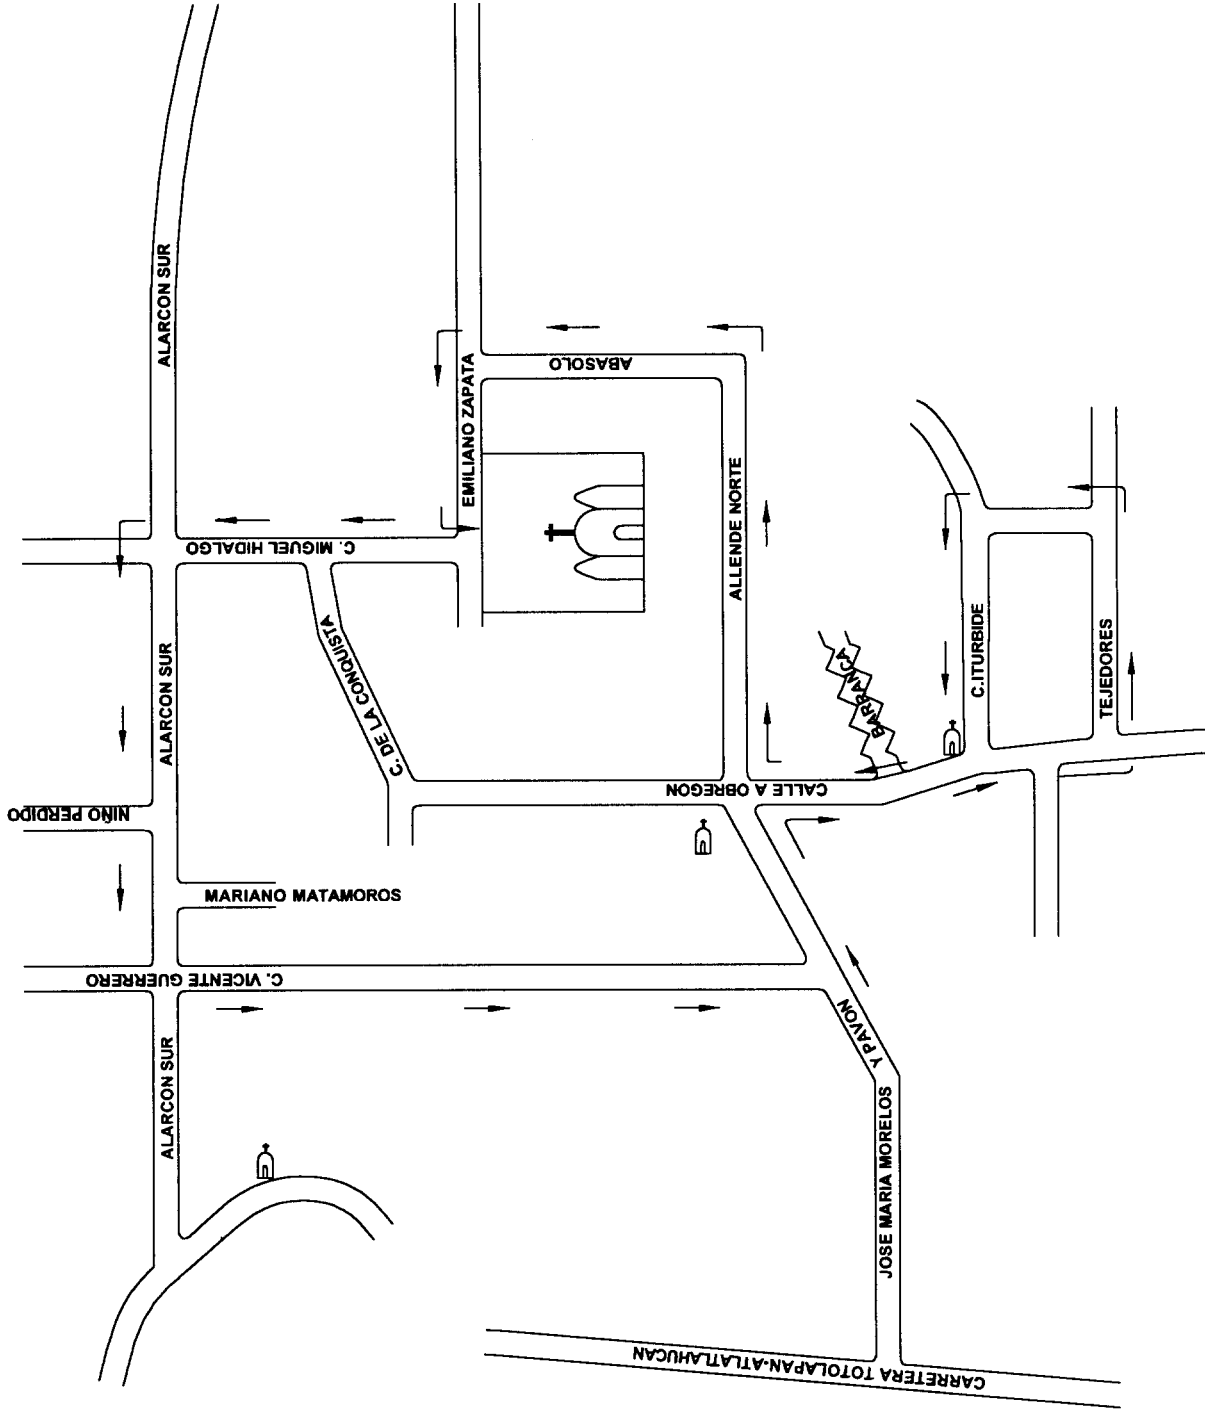 ALARCON SUR
EMILIANO ZAPATA
ABASOLO
ALLENDE NORTE
C. MIGUEL HIDALGO
C. DE LA CONQUISTA
ALARCON SUR
BARRANCA
C.ITURBIDE
TEJEDORES
CALLE A OBREGON
NIÑO PERDIDO
MARIANO MATAMOROS
C. VICENTE GUERRERO
ALARCON SUR
JOSE MARIA MORELOS
Y PAVON
CARRETERA TOTOLAPAN-ATLATLAHUCAN